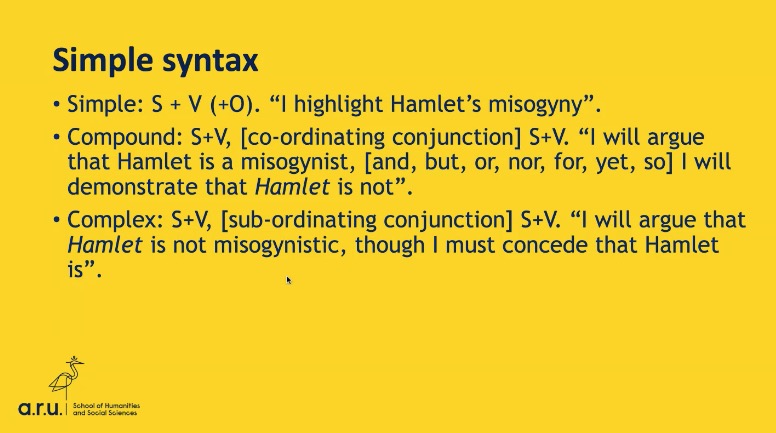 Simple syntax
• Simple: S + V (+O). “I highlight Hamlet’s misogyny”.
• Compound: S+V, [co-ordinating conjunction] S+V. “I will argue
that Hamlet is a misogynist, [and, but, or, nor, for, yet, so] I will
demonstrate that Hamlet is not”.
• Complex: S+V, [sub-ordinating conjunction] S+V. “I will argue that
Hamlet is not misogynistic, though I must concede that Hamlet
is”.
a.r.u.
School of Humanities
and Social Sciences